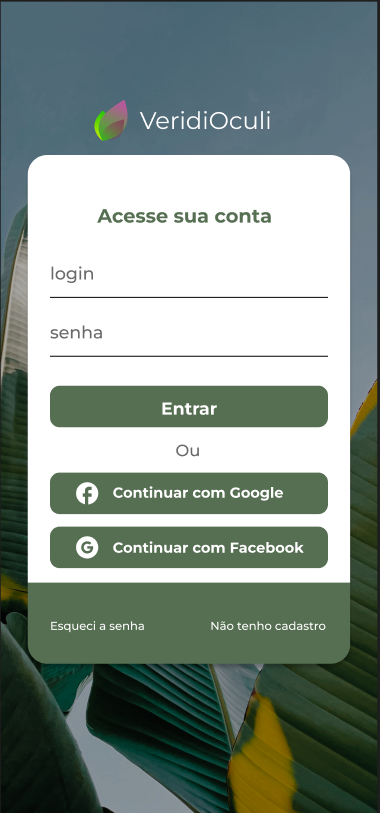 VeridiOculi
Acesse sua conta
login
senha
Entrar
Ou
Continuar com Google
Continuar com Facebook
Esqueci a senha
Não tenho cadastro